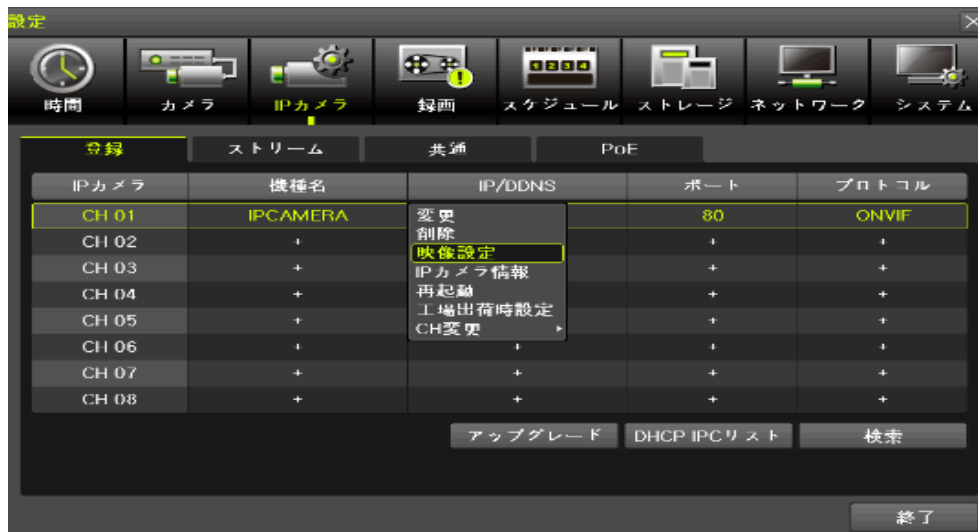 設定
時間 カメラ IPカメラ 録画 スケジュール ストレージ ネットワーク システム
登録 ストリーム 共通 PoE
IPカメラ 機種名 IP/DDNS ポート プロトコル
CH 01 IPCAMERA 80 ONVIF
変更
削除
映像設定
IPカメラ情報
再起動
工場出荷時設定
CH変更
CH 02 + + +
CH 03 + + +
CH 04 + + +
CH 05 + + +
CH 06 + + + +
CH 07 + + + +
CH 08 + + + +
アップグレード DHCP IPCリスト 検索
終了